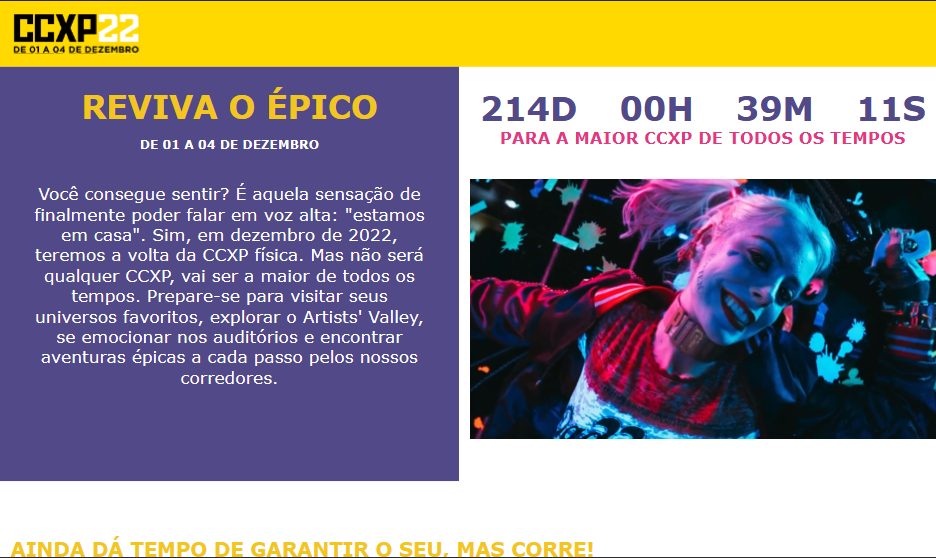 CCXP22
DE 01 A 04 DE DEZEMBRO
REVIVA O ÉPICO
DE 01 A 04 DE DEZEMBRO
Você consegue sentir? É aquela sensação de
finalmente poder falar em voz alta: "estamos
em casa". Sim, em dezembro de 2022,
teremos a volta da CCXP física. Mas não será
qualquer CCXP, vai ser a maior de todos os
tempos. Prepare-se para visitar seus
universos favoritos, explorar o Artists' Valley,
se emocionar nos auditórios e encontrar
aventuras épicas a cada passo pelos nossos
corredores.
214D 00H 39M 11S
PARA A MAIOR CCXP DE TODOS OS TEMPOS
AINDA DÁ TEMPO DE GARANTIR O SEU, MAS CORRE!